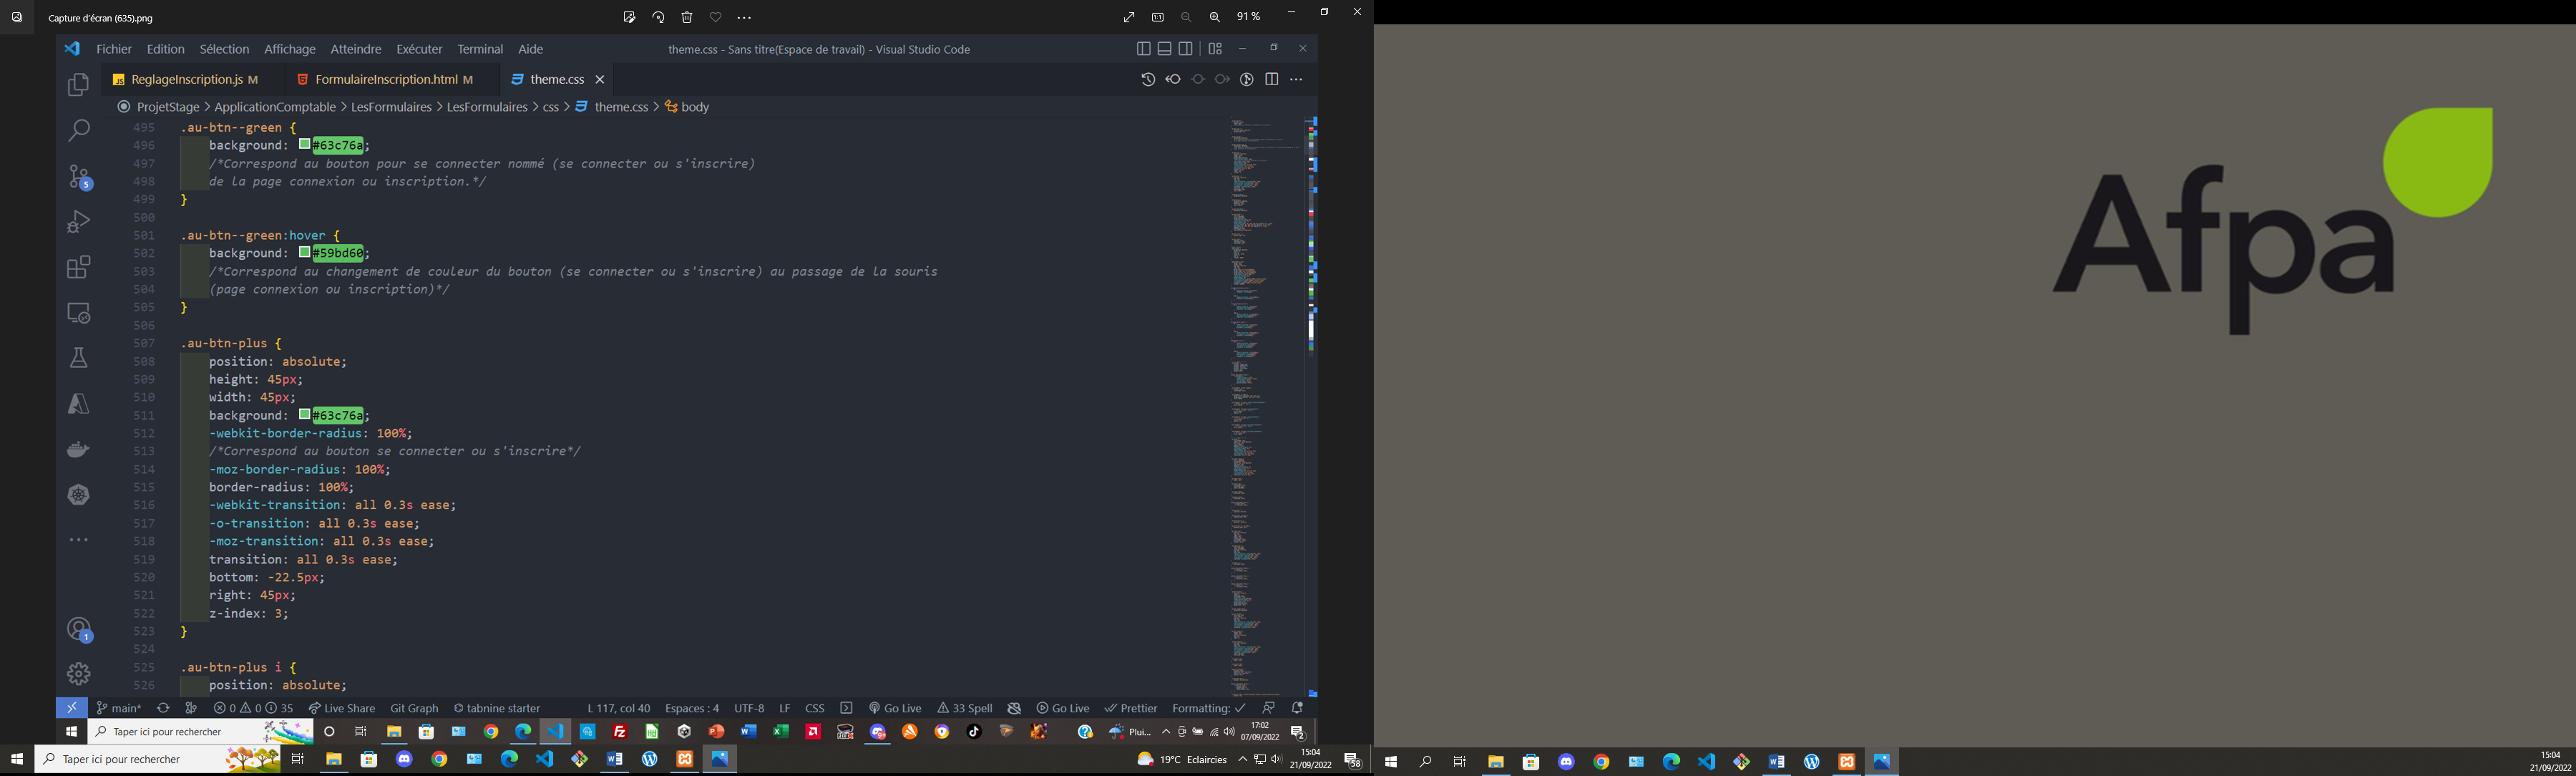 Capture d'écran (635).png
91 %
Fichier Edition Sélection Affichage Atteindre Exécuter Terminal Aide
theme.css - Sans titre(Espace de travail) - Visual Studio Code
JS ReglageInscription.js M
FormulaireInscription.html M
theme.css
ProjetStage > ApplicationComptable > LesFormulaires > LesFormulaires > css > theme.css > body
495 .au-btn--green {
496 background: #63c76a;
497 /*Correspond au bouton pour se connecter nommé (se connecter ou s'inscrire)
498 de la page connexion ou inscription.*/
499 }
500
501 .au-btn--green:hover {
502 background: #59bd60;
503 /*Correspond au changement de couleur du bouton (se connecter ou s'inscrire) au passage de la souris
504 (page connexion ou inscription)*/
505 }
506
507 .au-btn-plus {
508 position: absolute;
509 height: 45px;
510 width: 45px;
511 background: #63c76a;
512 -webkit-border-radius: 100%;
513 /*Correspond au bouton se connecter ou s'inscrire*/
514 -moz-border-radius: 100%;
515 border-radius: 100%;
516 -webkit-transition: all 0.3s ease;
517 -o-transition: all 0.3s ease;
518 -moz-transition: all 0.3s ease;
519 transition: all 0.3s ease;
520 bottom: -22.5px;
521 right: 45px;
522 z-index: 3;
523 }
524
525 .au-btn-plus i {
526 position: absolute;
5
1
main* 0 0 35 Live Share Git Graph tabnine starter L 117, col 40 Espaces : 4 UTF-8 LF CSS Go Live 33 Spell Go Live Prettier Formatting:
Taper ici pour rechercher
Plui...
17:02
07/09/2022
2
Taper ici pour rechercher
19°C Eclaircies
15:04
21/09/2022
58
Afpa
15:04
21/09/2022